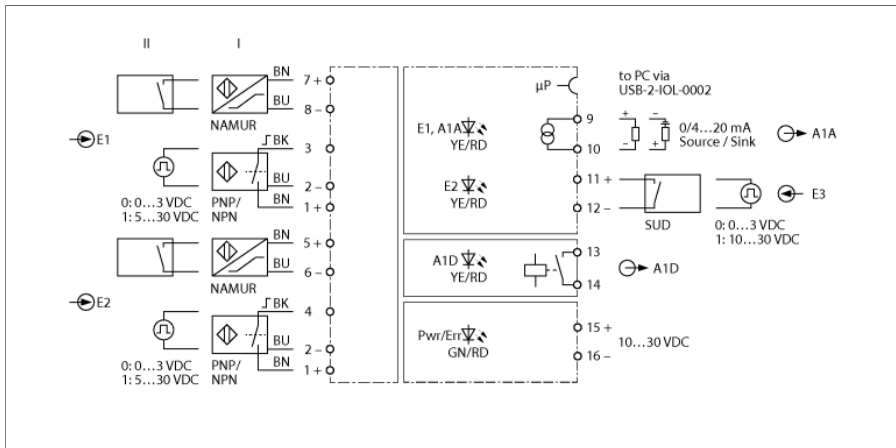 II I
BN 7 +
BU 8 –
NAMUR
E1
BK 3
BU 2 –
BN 1 +
PNP/
NPN
0: 0…3 VDC
1: 5…30 VDC
BN 5 +
BU 6 –
NAMUR
E2
BK 4
BU 2 –
BN 1 +
PNP/
NPN
0: 0…3 VDC
1: 5…30 VDC
µP
to PC via
USB-2-IOL-0002
E1, A1A
YE/RD
9
10
+ –
– +
0/4…20 mA
Source / Sink
A1A
E2
YE/RD
11 +
12 –
SUD
E3
0: 0…3 VDC
1: 10…30 VDC
A1D
YE/RD
13
14
A1D
Pwr/Err
GN/RD
15 +
16 –
10…30 VDC